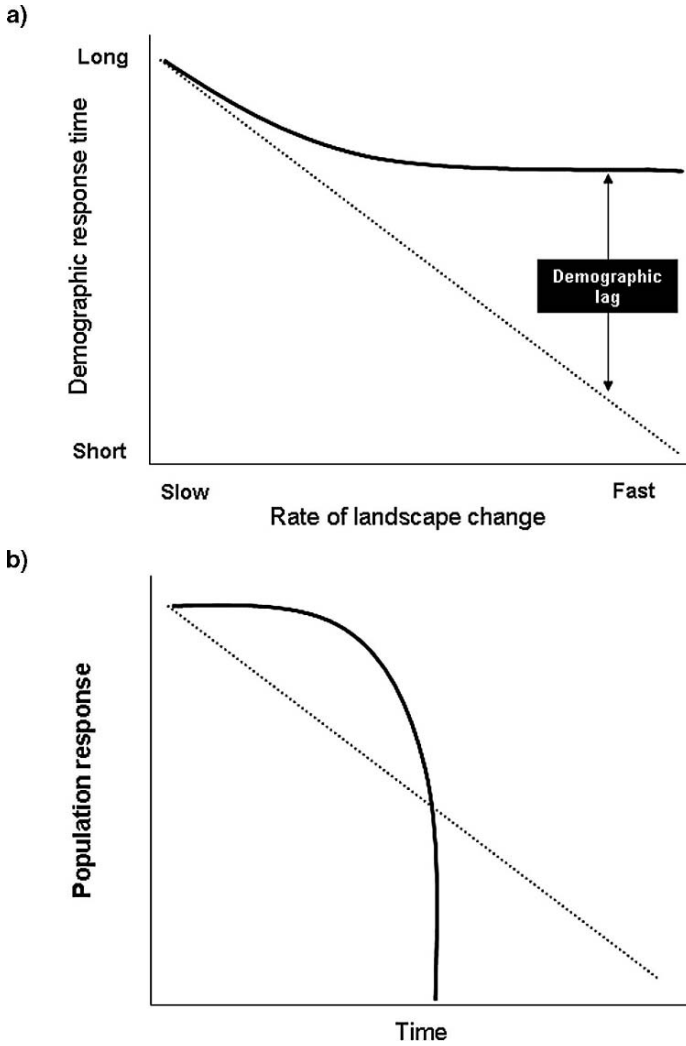 a)
Long
Demographic response time
Demographic
lag
Short
Slow
Fast
Rate of landscape change
b)
Population response
Time